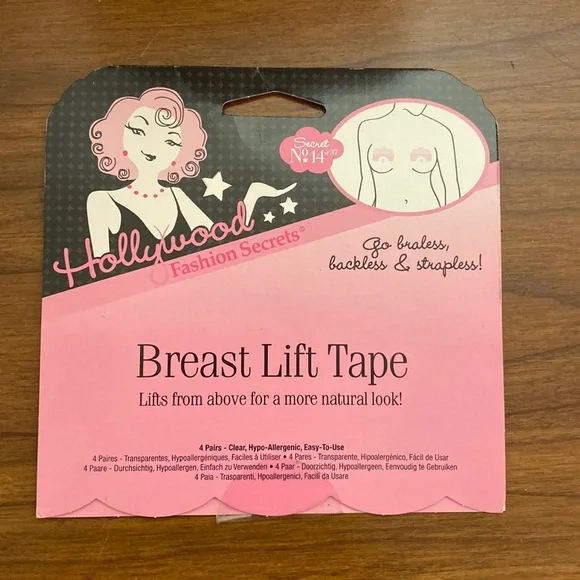 Secret
No 14
Hollywood
Fashion Secrets®
Go braless,
backless & strapless!
Breast Lift Tape
Lifts from above for a more natural look!
4 Pairs - Clear, Hypo-Allergenic, Easy-To-Use
4 Paires - Transparentes, Hypoallergéniques, Faciles à Utiliser • 4 Pares - Transparente, Hipoalergénico, Fácil de Usar
4 Paare - Durchsichtig, Hypoallergen, Einfach zu Verwenden • 4 Paar - Doorzichtig, Hypoallergeen, Eenvoudig te Gebruiken
4 Paia - Trasparenti, Hpoallergenici, Facili da Usare